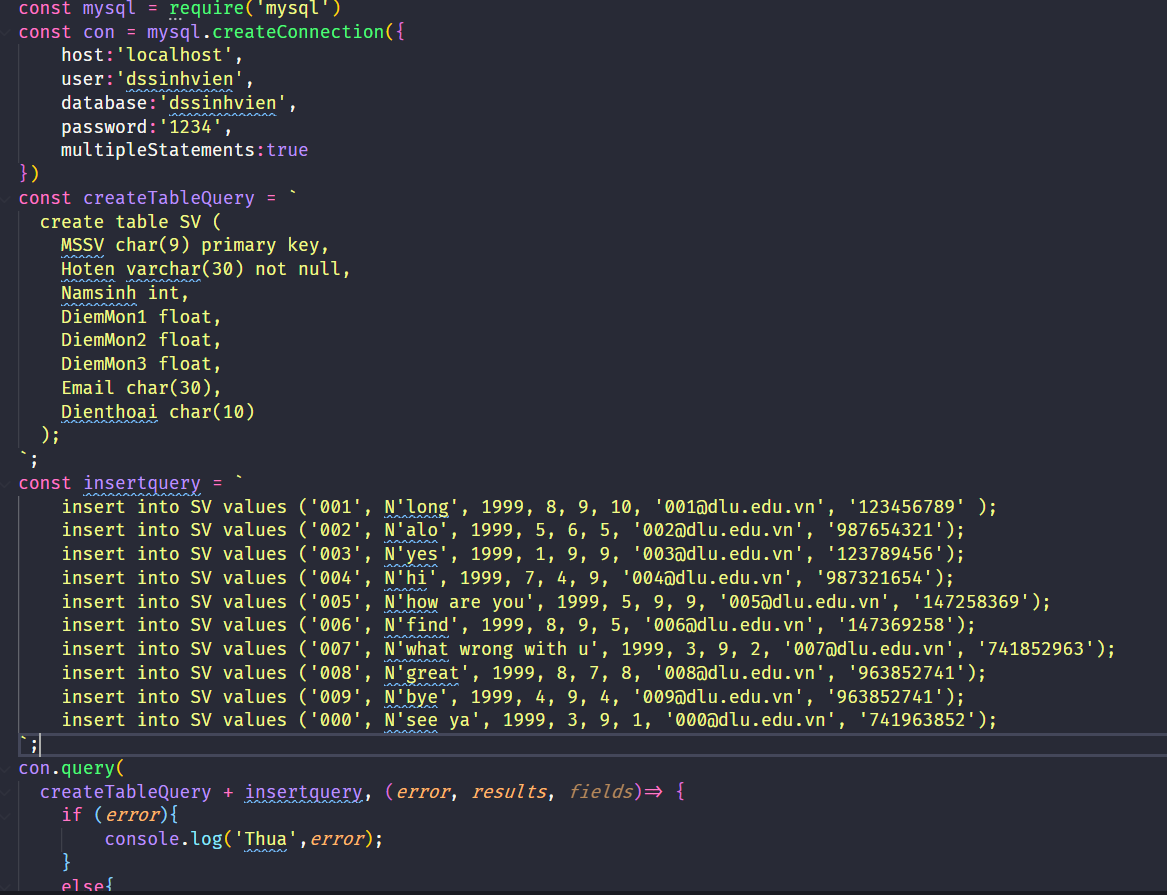 const mysql = require('mysql')
const con = mysql.createConnection({
    host:'localhost',
    user:'dssinhvien',
    database:'dssinhvien',
    password:'1234',
    multipleStatements:true
})
const createTableQuery = `
  create table SV (
    MSSV char(9) primary key,
    Hoten varchar(30) not null,
    Namsinh int,
    DiemMon1 float,
    DiemMon2 float,
    DiemMon3 float,
    Email char(30),
    Dienthoai char(10)
  );
`;
const insertquery = `
    insert into SV values ('001', N'long', 1999, 8, 9, 10, '001@dlu.edu.vn', '123456789' );
    insert into SV values ('002', N'alo', 1999, 5, 6, 5, '002@dlu.edu.vn', '987654321');
    insert into SV values ('003', N'yes', 1999, 1, 9, 9, '003@dlu.edu.vn', '123789456');
    insert into SV values ('004', N'hi', 1999, 7, 4, 9, '004@dlu.edu.vn', '987321654');
    insert into SV values ('005', N'how are you', 1999, 5, 9, 9, '005@dlu.edu.vn', '147258369');
    insert into SV values ('006', N'find', 1999, 8, 9, 5, '006@dlu.edu.vn', '147369258');
    insert into SV values ('007', N'what wrong with u', 1999, 3, 9, 2, '007@dlu.edu.vn', '741852963');
    insert into SV values ('008', N'great', 1999, 8, 7, 8, '008@dlu.edu.vn', '963852741');
    insert into SV values ('009', N'bye', 1999, 4, 9, 4, '009@dlu.edu.vn', '963852741');
    insert into SV values ('000', N'see ya', 1999, 3, 9, 1, '000@dlu.edu.vn', '741963852');
`;
con.query(
  createTableQuery + insertquery, (error, results, fields)=> {
    if (error){
        console.log('Thua',error);
    }
    else{